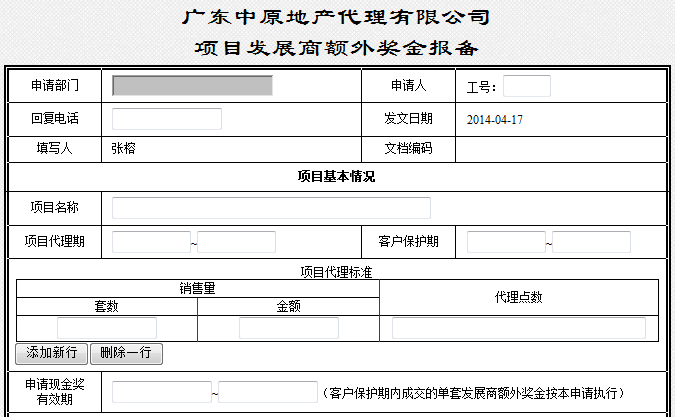 广东中原地产代理有限公司
项目发展商额外奖金报备
申请部门 申请人 工号：
回复电话 发文日期 2014-04-17
填写人 张榕 文档编码
项目基本情况
项目名称
项目代理期 ~ 客户保护期 ~
项目代理标准
销售量 代理点数
套数 金额
添加新行 删除一行
申请现金奖
有效期 ~ （客户保护期内成交的单套发展商额外奖金按本申请执行）